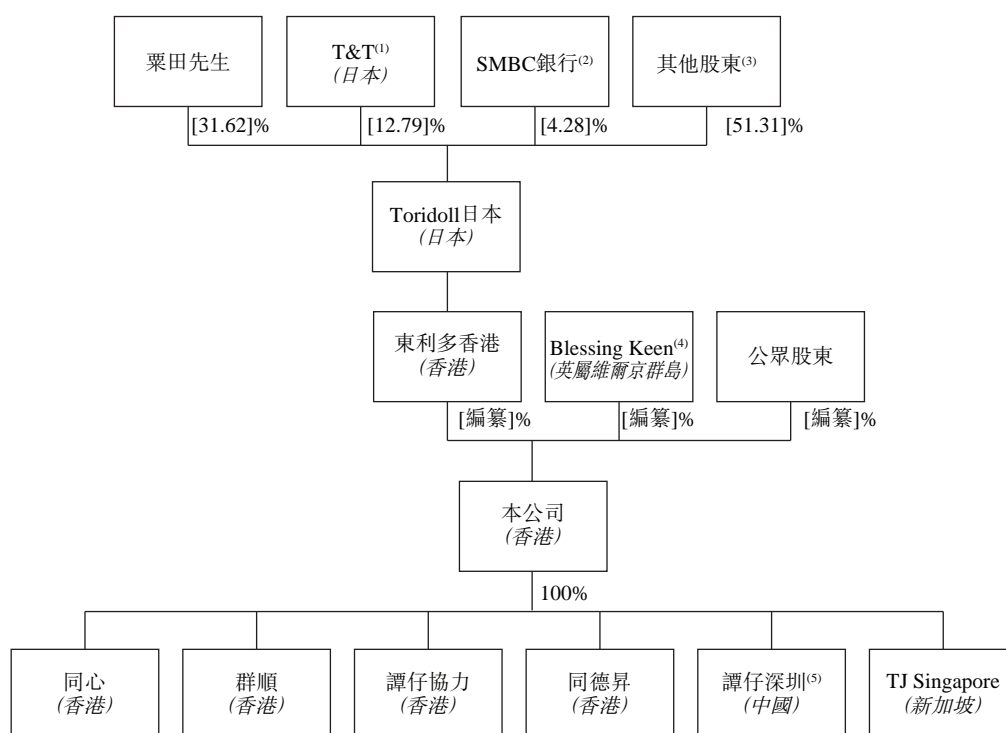 粟田先生
T&T(1)
(日本)
SMBC銀行(2)
其他股東(3)
[31.62]%
[12.79]%
[4.28]%
[51.31]%
Toridoll日本
(日本)
東利多香港
(香港)
Blessing Keen(4)
(英屬維爾京群島)
公眾股東
[編纂]%
[編纂]%
[編纂]%
本公司
(香港)
100%
同心
(香港)
群順
(香港)
譚仔協力
(香港)
同德昇
(香港)
譚仔深圳(5)
(中國)
TJ Singapore
(新加坡)